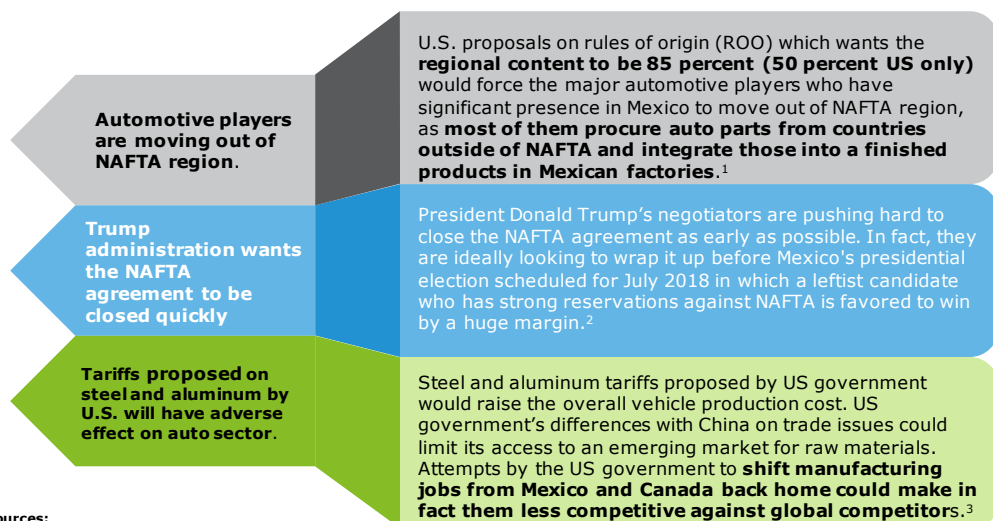 Automotive players
are moving out of
NAFTA region.
U.S. proposals on rules of origin (ROO) which wants the
regional content to be 85 percent (50 percent US only)
would force the major automotive players who have
significant presence in Mexico to move out of NAFTA region,
as most of them procure auto parts from countries
outside of NAFTA and integrate those into a finished
products in Mexican factories.¹
Trump
administration wants
the NAFTA
agreement to be
closed quickly
President Donald Trump’s negotiators are pushing hard to
close the NAFTA agreement as early as possible. In fact, they
are ideally looking to wrap it up before Mexico's presidential
election scheduled for July 2018 in which a leftist candidate
who has strong reservations against NAFTA is favored to win
by a huge margin.²
Tariffs proposed on
steel and aluminum by
U.S. will have adverse
effect on auto sector.
Steel and aluminum tariffs proposed by US government
would raise the overall vehicle production cost. US
government’s differences with China on trade issues could
limit its access to an emerging market for raw materials.
Attempts by the US government to shift manufacturing
jobs from Mexico and Canada back home could make in
fact them less competitive against global competitors.³